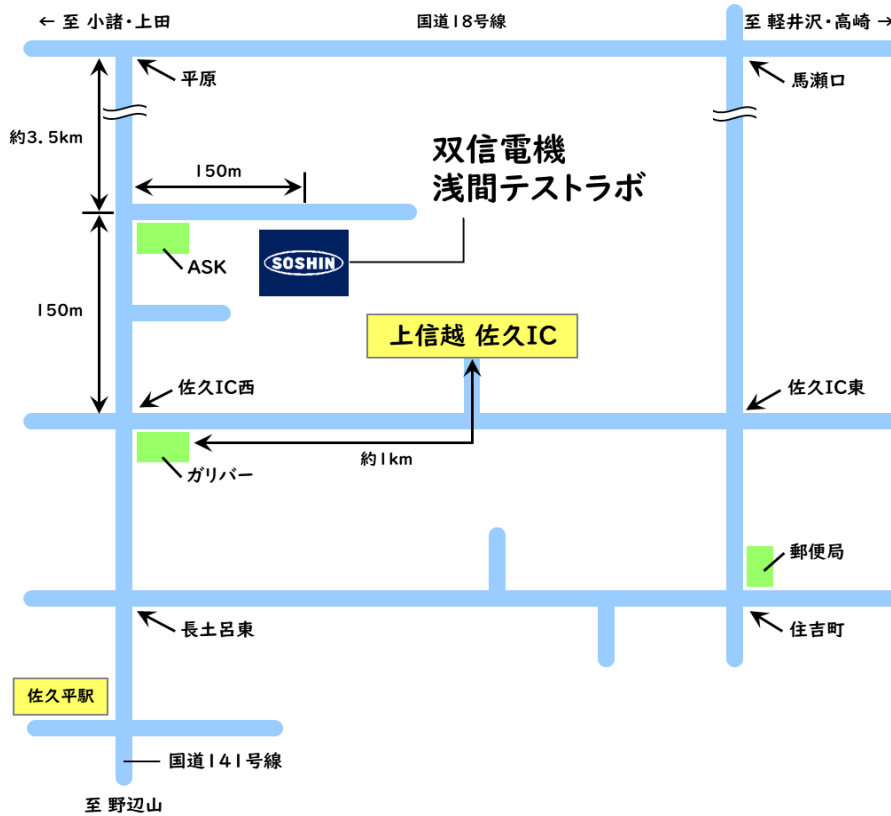 ← 至 小諸・上田
国道18号線
至 軽井沢・高崎 →
平原
馬瀬口
約3.5km
150m
双信電機
浅間テストラボ
SOSHIN
ASK
150m
上信越 佐久IC
佐久IC西
佐久IC東
約1km
ガリバー
郵便局
長土呂東
住吉町
佐久平駅
国道141号線
至 野辺山